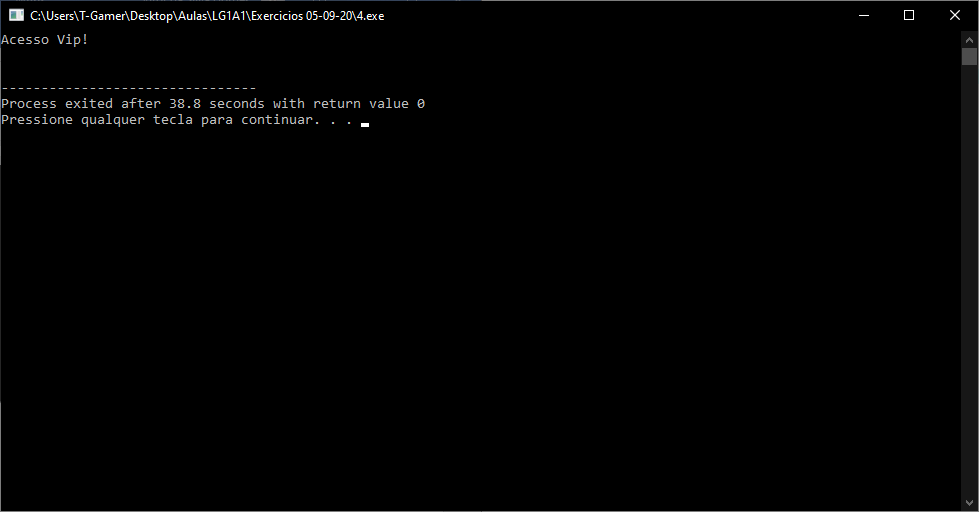 C:\Users\T-Gamer\Desktop\Aulas\LG1A1\Exercicios 05-09-20\4.exe
Acesso Vip!
--------------------------------
Process exited after 38.8 seconds with return value 0
Pressione qualquer tecla para continuar. . .